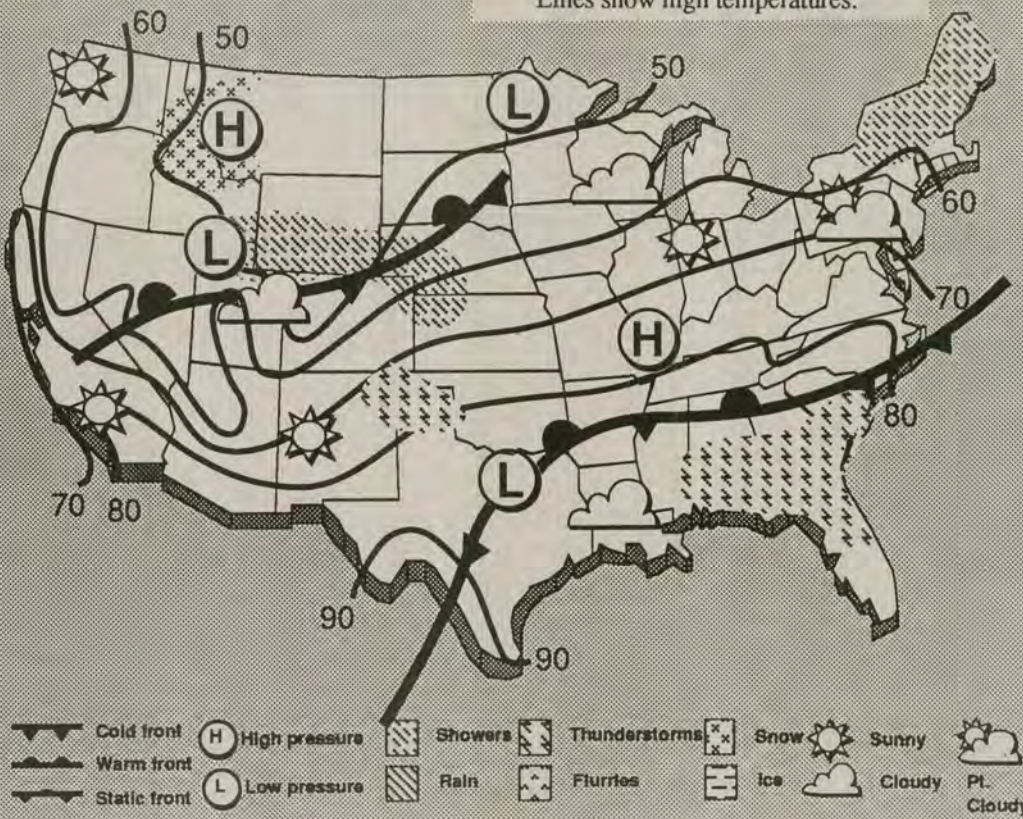 Lines show high temperatures.
60
50
50
H
L
L
60
70
H
80
L
70
80
90
90
Cold front
H
High pressure
Showers
Thunderstorms
Snow
Sunny
Warm front
Static front
L
Low pressure
Rain
Flurries
Ice
Cloudy
Pt.
Cloudy